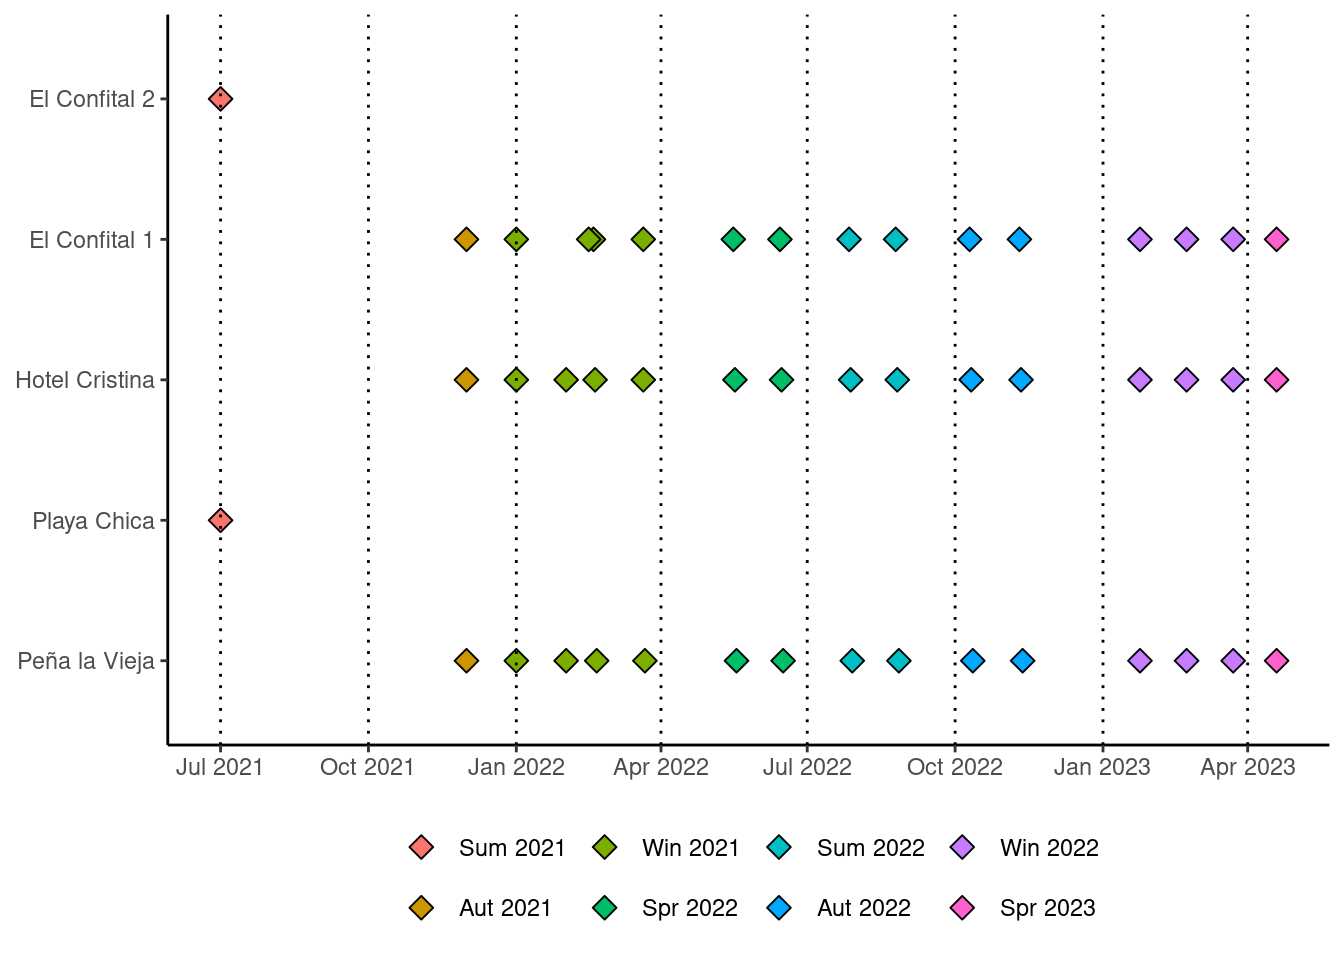 El Confital 2
El Confital 1
Hotel Cristina
Playa Chica
Peña la Vieja
Jul 2021 Oct 2021 Jan 2022 Apr 2022 Jul 2022 Oct 2022 Jan 2023 Apr 2023
Sum 2021 Win 2021 Sum 2022 Win 2022
Aut 2021 Spr 2022 Aut 2022 Spr 2023